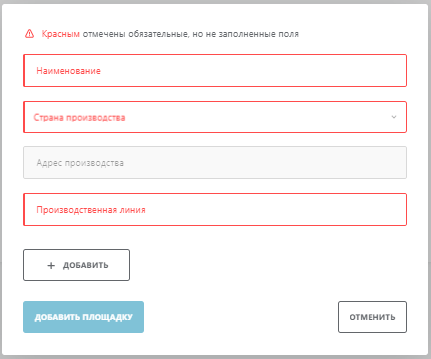 Красным отмечены обязательные, но не заполненные поля
Наименование
Страна производства
Адрес производства
Производственная линия
+ ДОБАВИТЬ
ДОБАВИТЬ ПЛОЩАДКУ
ОТМЕНИТЬ